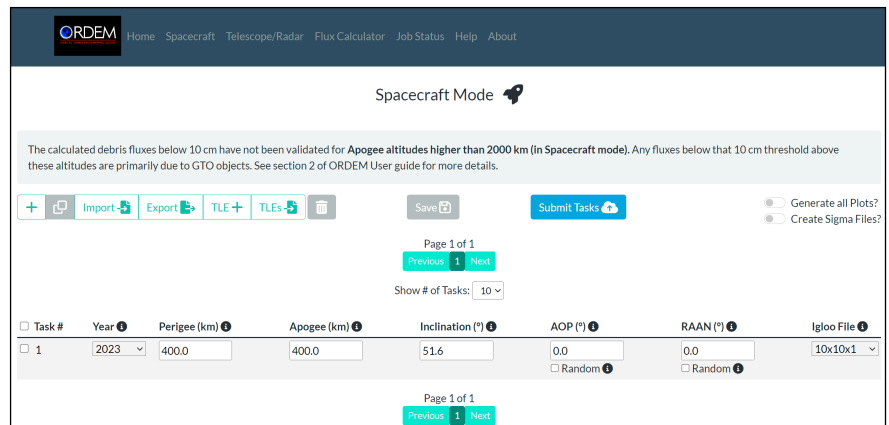 ORDEM Home Spacecraft Telescope/Radar Flux Calculator Job Status Help About
Spacecraft Mode
The calculated debris fluxes below 10 cm have not been validated for Apogee altitudes higher than 2000 km (in Spacecraft mode). Any fluxes below that 10 cm threshold above
these altitudes are primarily due to GTO objects. See section 2 of ORDEM User guide for more details.
+ Import Export TLE + TLEs Save Submit Tasks Generate all Plots?
Create Sigma Files?
Page 1 of 1
Previous 1 Next
Show # of Tasks: 10
Task # Year Perigee (km) Apogee (km) Inclination (°) AOP (°) RAAN (°) Igloo File
1 2023 400.0 400.0 51.6 0.0 0.0 10x10x1
Random Random
Page 1 of 1
Previous 1 Next